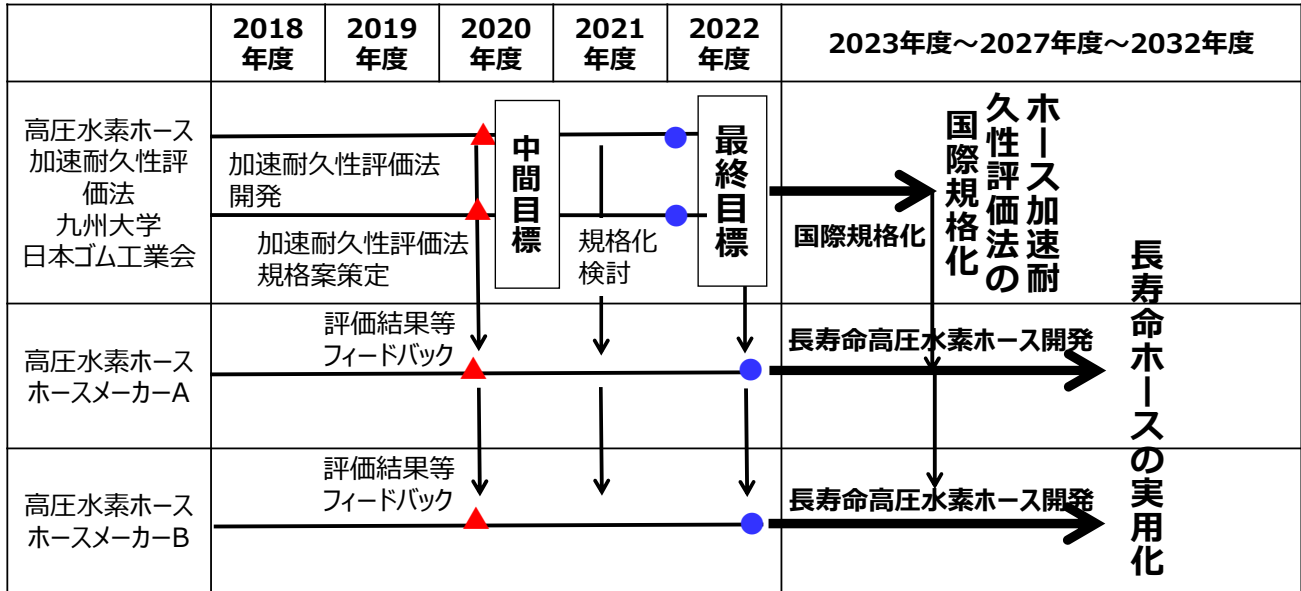 2018
年度
2019
年度
2020
年度
2021
年度
2022
年度
2023年度～2027年度～2032年度
高圧水素ホース
加速耐久性評
価法
九州大学
日本ゴム工業会
加速耐久性評価法
開発
加速耐久性評価法
規格案策定
中間目標
規格化
検討
最終目標
国際規格化
ホース加速耐
久性評価法の
国際規格化
高圧水素ホース
ホースメーカーA
評価結果等
フィードバック
長寿命高圧水素ホース開発
高圧水素ホース
ホースメーカーB
評価結果等
フィードバック
長寿命高圧水素ホース開発
長寿命ホースの実用化